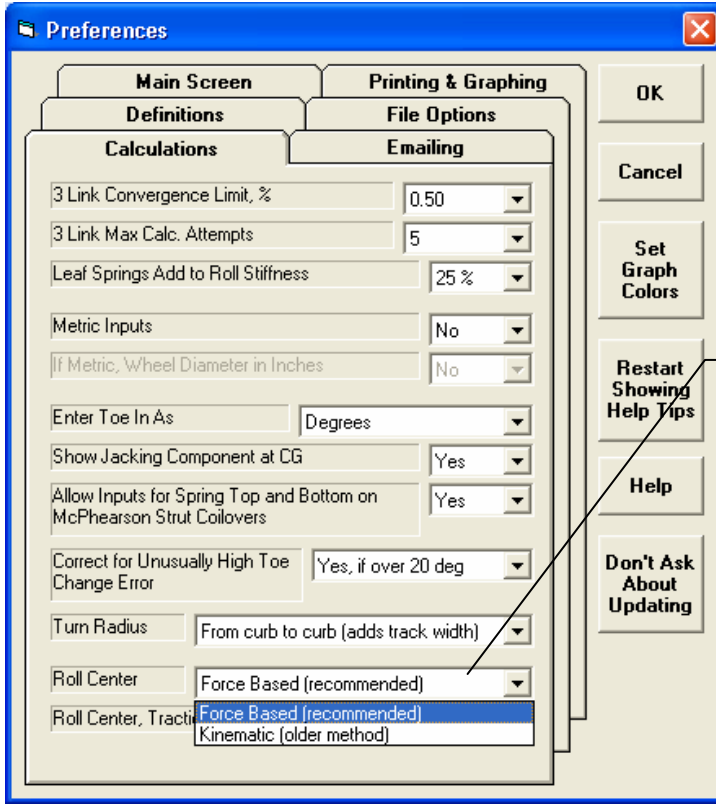 Preferences
Main Screen
Printing & Graphing
Definitions
File Options
Calculations
Emailing
3 Link Convergence Limit, %
0.50
3 Link Max Calc. Attempts
5
Leaf Springs Add to Roll Stiffness
25 %
Metric Inputs
No
If Metric, Wheel Diameter in Inches
No
Enter Toe In As
Degrees
Show Jacking Component at CG
Yes
Allow Inputs for Spring Top and Bottom on
McPhearson Strut Coilovers
Yes
Correct for Unusually High Toe
Change Error
Yes, if over 20 deg
Turn Radius
From curb to curb (adds track width)
Roll Center
Force Based (recommended)
Roll Center,
Force Based (recommended)
Kinematic (older method)
OK
Cancel
Set
Graph
Colors
Restart
Showing
Help Tips
Help
Don't Ask
About
Updating